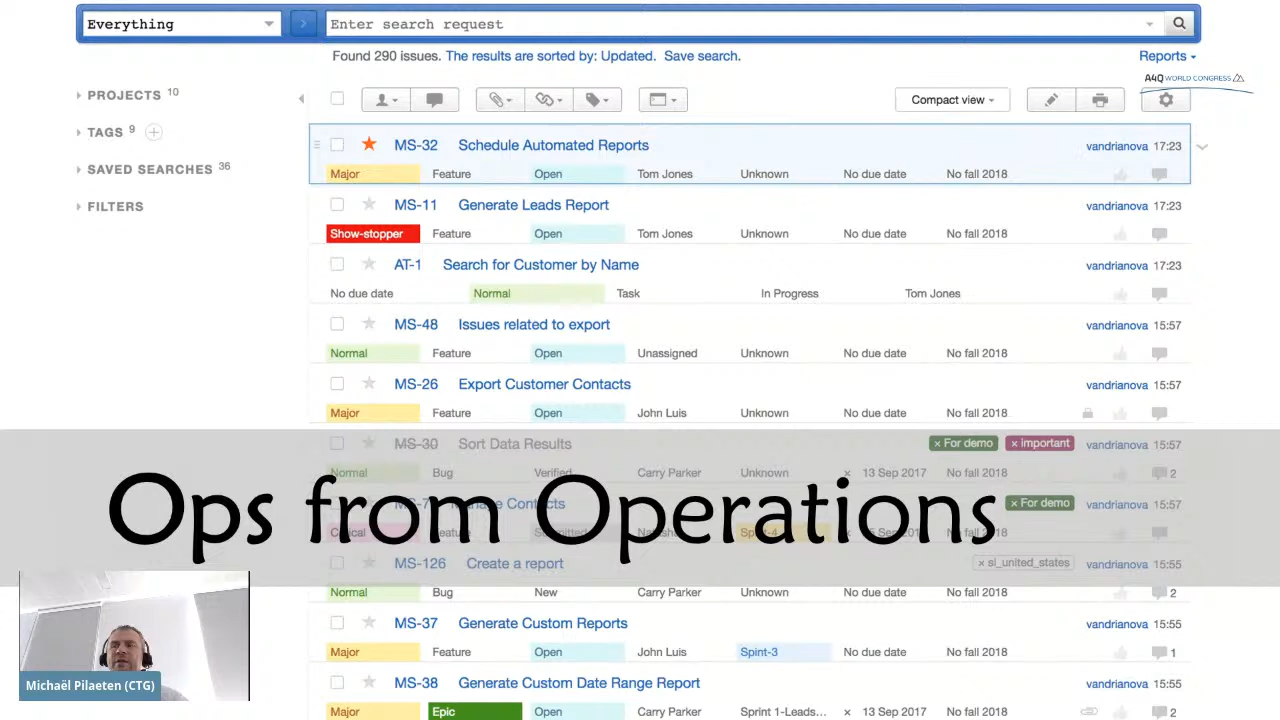 Everything
Enter search request
Found 290 issues. The results are sorted by: Updated. Save search.
Reports
A4Q WORLD CONGRESS
PROJECTS 10
TAGS 9
SAVED SEARCHES 36
FILTERS
Compact view
MS-32 Schedule Automated Reports vandrianova 17:23
Major Feature Open Tom Jones Unknown No due date No fall 2018
MS-11 Generate Leads Report vandrianova 17:23
Show-stopper Feature Open Tom Jones Unknown No due date No fall 2018
AT-1 Search for Customer by Name vandrianova 17:23
No due date Normal Task In Progress Tom Jones
MS-48 Issues related to export vandrianova 15:57
Normal Feature Open Unassigned Unknown No due date No fall 2018
MS-26 Export Customer Contacts vandrianova 15:57
Major Feature Open John Luis Unknown No due date No fall 2018
MS-30 Sort Data Results × For demo × important vandrianova 15:57
Normal Bug Verified Carry Parker Unknown × 13 Sep 2017 No fall 2018 2
Contacts × For demo vandrianova 15:57
Ops from Operations
MS-126 Create a report × sl_united_states vandrianova 15:55
Normal Bug New Carry Parker Unknown No due date No fall 2018 2
MS-37 Generate Custom Reports vandrianova 15:55
Major Feature Open John Luis Spint-3 No due date No fall 2018 1
MS-38 Generate Custom Date Range Report vandrianova 15:55
Major Epic Open Carry Parker Sprint 1-Leads... × 13 Sep 2017 No fall 2018 2
Michaël Pilaeten (CTG)